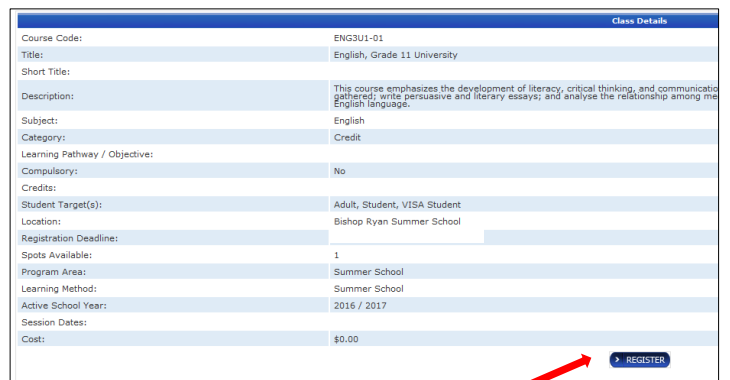 Class Details
Course Code: ENG3U1-01
Title: English, Grade 11 University
Short Title:
Description: This course emphasizes the development of literacy, critical thinking, and communicatio
gathered; write persuasive and literary essays; and analyse the relationship among me
English language.
Subject: English
Category: Credit
Learning Pathway / Objective:
Compulsory: No
Credits:
Student Target(s): Adult, Student, VISA Student
Location: Bishop Ryan Summer School
Registration Deadline:
Spots Available: 1
Program Area: Summer School
Learning Method: Summer School
Active School Year: 2016 / 2017
Session Dates:
Cost: $0.00
> REGISTER